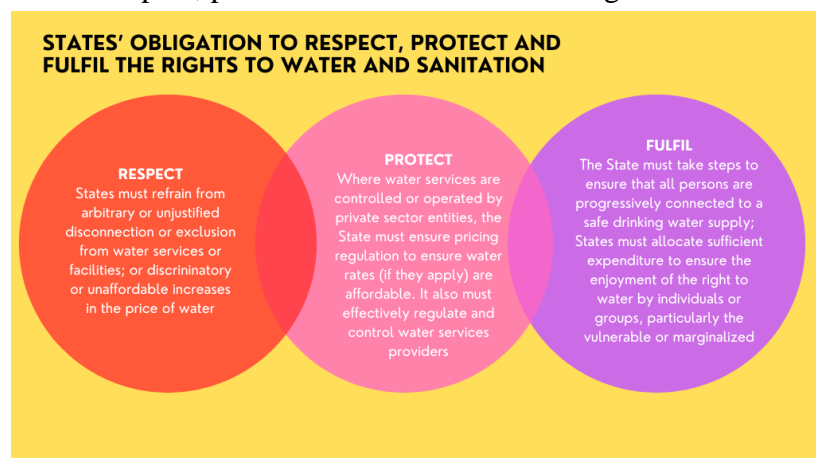 STATES' OBLIGATION TO RESPECT, PROTECT AND
FULFIL THE RIGHTS TO WATER AND SANITATION
RESPECT
States must refrain from
arbitrary or unjustified
disconnection or exclusion
from water services or
facilities; or discrininatory
or unaffordable increases
in the price of water
PROTECT
Where water services are
controlled or operated by
private sector entities, the
State must ensure pricing
regulation to ensure water
rates (if they apply) are
affordable. It also must
effectively regulate and
control water services
providers
FULFIL
The State must take steps to
ensure that all persons are
progressively connected to a
safe drinking water supply;
States must allocate sufficient
expenditure to ensure the
enjoyment of the right to
water by individuals or
groups, particularly the
vulnerable or marginalized